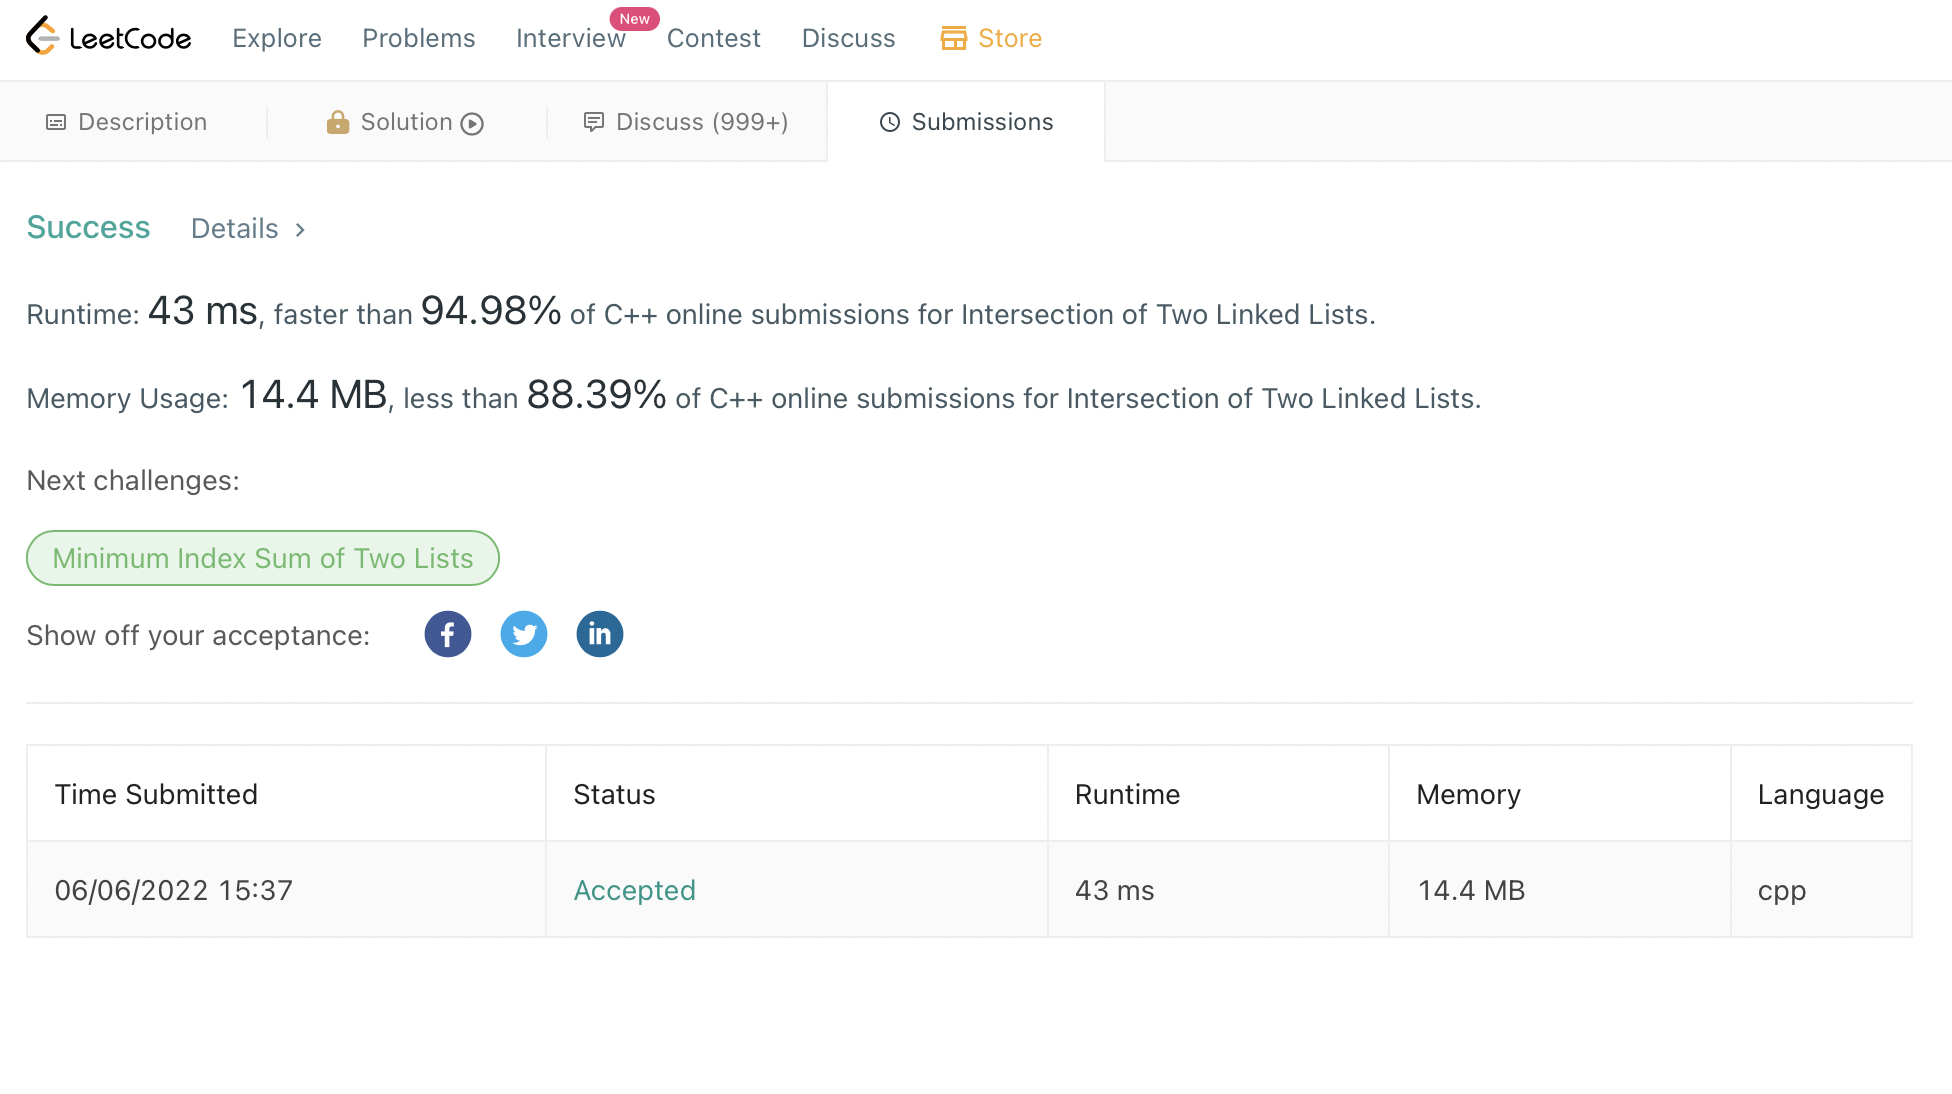 LeetCode Explore Problems Interview New Contest Discuss Store
Description Solution Discuss (999+) Submissions
Success Details
Runtime: 43 ms, faster than 94.98% of C++ online submissions for Intersection of Two Linked Lists.
Memory Usage: 14.4 MB, less than 88.39% of C++ online submissions for Intersection of Two Linked Lists.
Next challenges:
Minimum Index Sum of Two Lists
Show off your acceptance:
Time Submitted Status Runtime Memory Language
06/06/2022 15:37 Accepted 43 ms 14.4 MB cpp